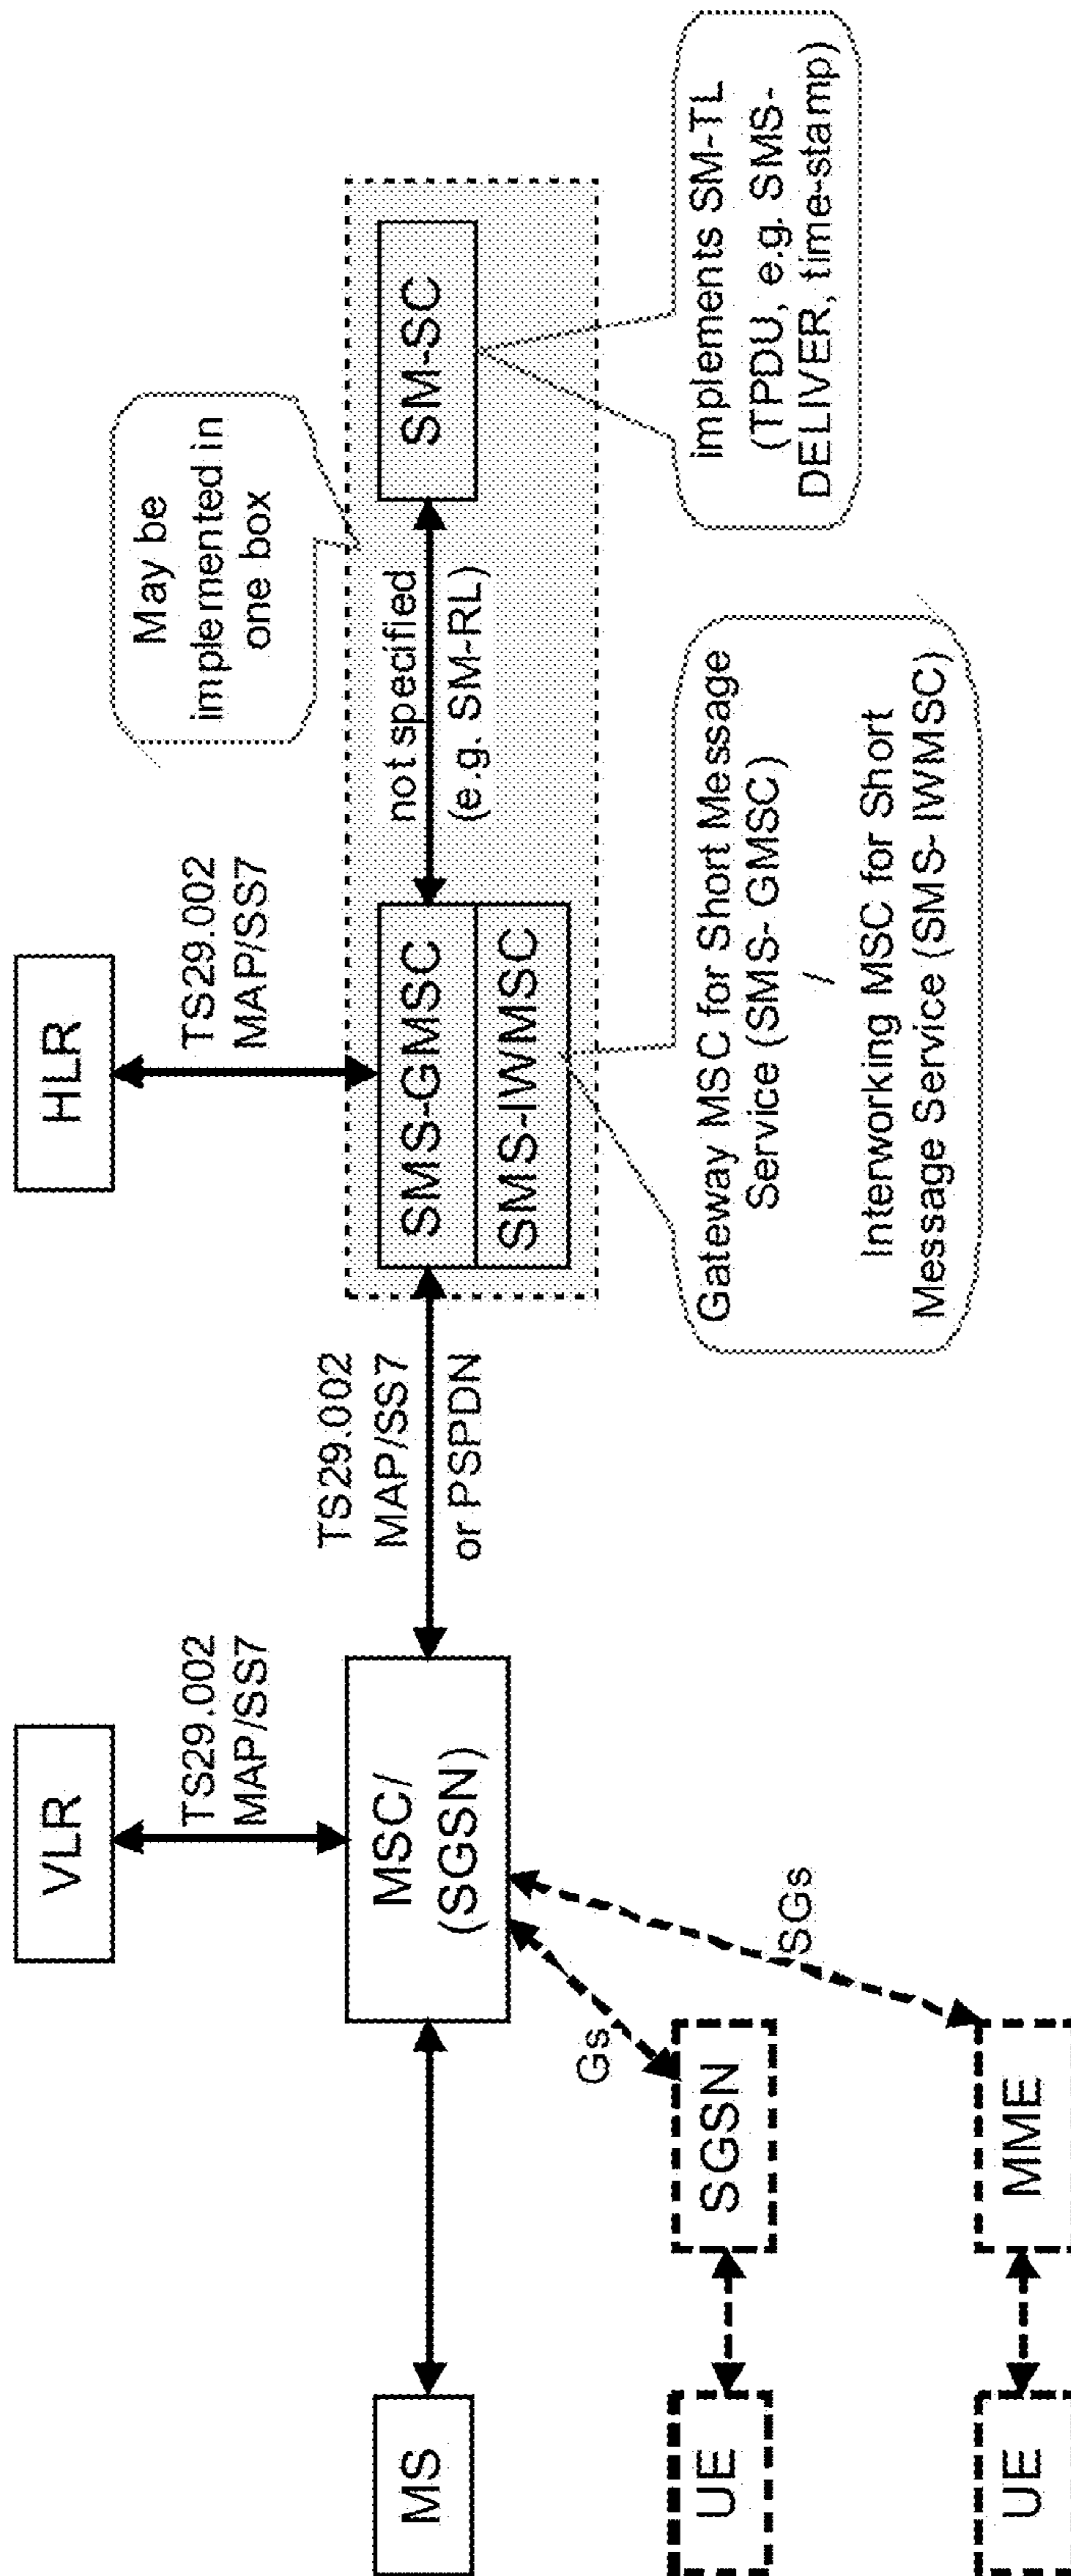 VLR
HLR
TS29.002
MAP/SS7
TS29.002
MAP/SS7
May be
implemented in
one box
MS
MSC/
(SGSN)
TS29.002
MAP/SS7
or PSPDN
SMS-GMSC
SMS-IWMSC
not specified
(e.g. SM-RL)
SM-SC
Gs
SGs
UE
SGSN
UE
MME
Gateway MSC for Short Message
Service (SMS- GMSC)
/
Interworking MSC for Short
Message Service (SMS- IWMSC)
implements SM-TL
(TPDU, e.g. SMS-
DELIVER, time-stamp)